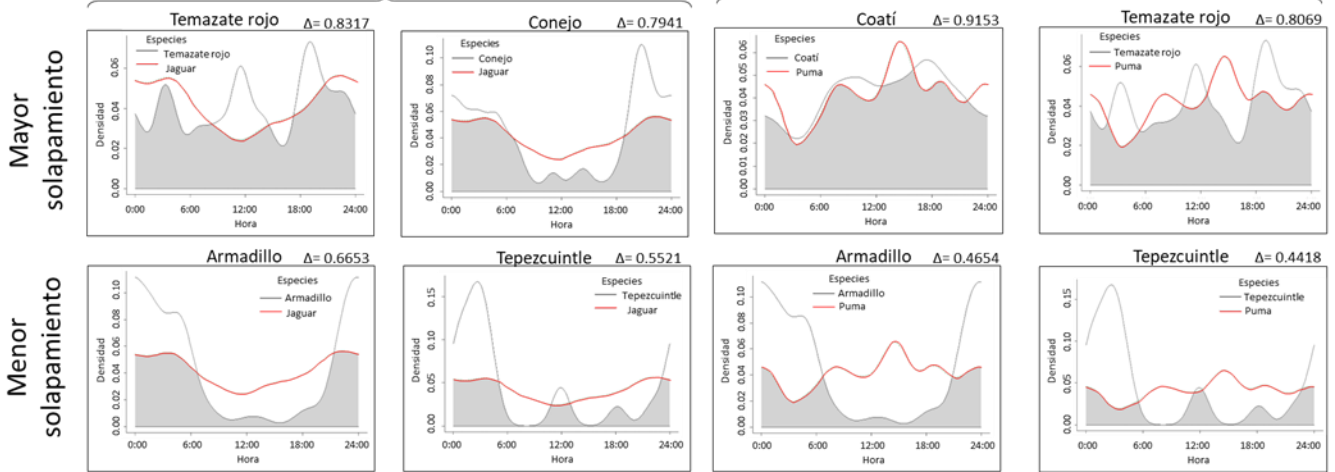 Mayor
solapamiento
Temazate rojo Δ= 0.8317
Especies
Temazate rojo
Jaguar
Densidad
0.00 0.02 0.04 0.06
0:00 6:00 12:00 18:00 24:00
Hora
Conejo Δ= 0.7941
Especies
Conejo
Jaguar
Densidad
0.00 0.02 0.04 0.06 0.08 0.10
0:00 6:00 12:00 18:00 24:00
Hora
Coatí Δ= 0.9153
Especies
Coatí
Puma
Densidad
0.00 0.01 0.02 0.03 0.04 0.05 0.06
0:00 6:00 12:00 18:00 24:00
Hora
Temazate rojo Δ= 0.8069
Especies
Temazate rojo
Puma
Densidad
0.00 0.02 0.04 0.06
0:00 6:00 12:00 18:00 24:00
Hora
Menor
solapamiento
Armadillo Δ= 0.6653
Especies
Armadillo
Jaguar
Densidad
0.00 0.02 0.04 0.06 0.08 0.10
0:00 6:00 12:00 18:00 24:00
Hora
Tepezcuintle Δ= 0.5521
Especies
Tepezcuintle
Jaguar
Densidad
0.00 0.05 0.10 0.15
0:00 6:00 12:00 18:00 24:00
Hora
Armadillo Δ= 0.4654
Especies
Armadillo
Puma
Densidad
0.00 0.02 0.04 0.06 0.08 0.10
0:00 6:00 12:00 18:00 24:00
Hora
Tepezcuintle Δ= 0.4418
Especies
Tepezcuintle
Puma
Densidad
0.00 0.05 0.10 0.15
0:00 6:00 12:00 18:00 24:00
Hora